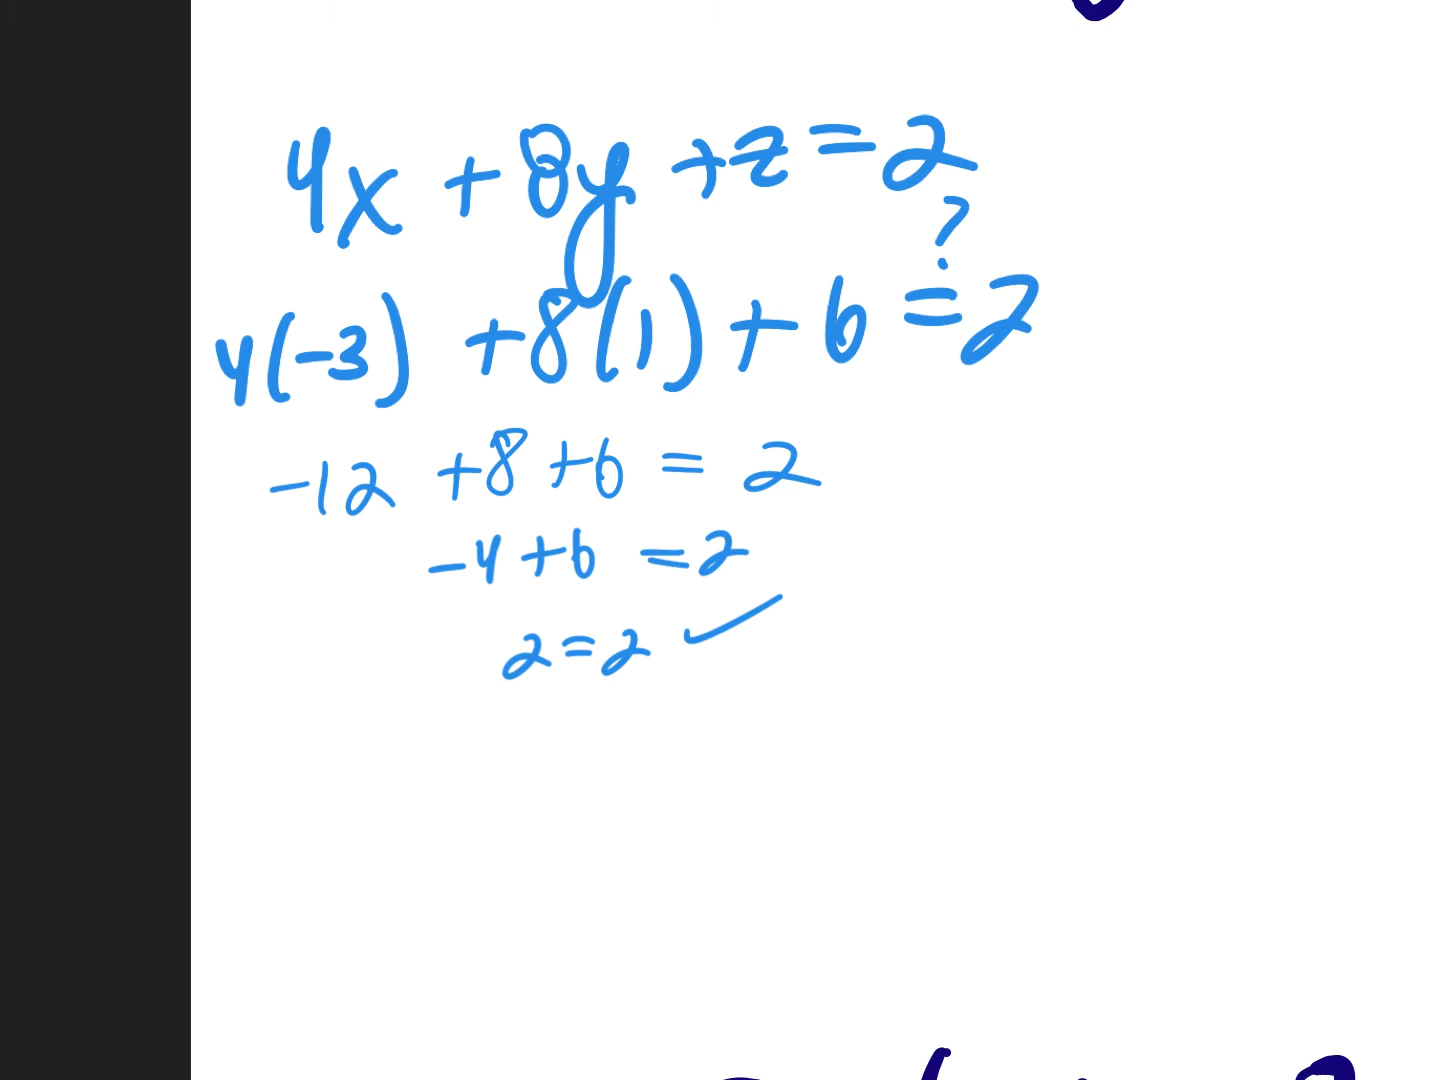 4x + 8y + z = 2
?
4(-3) + 8(1) + 6 = 2
-12 + 8 + 6 = 2
-4 + 6 = 2
2 = 2 ✓